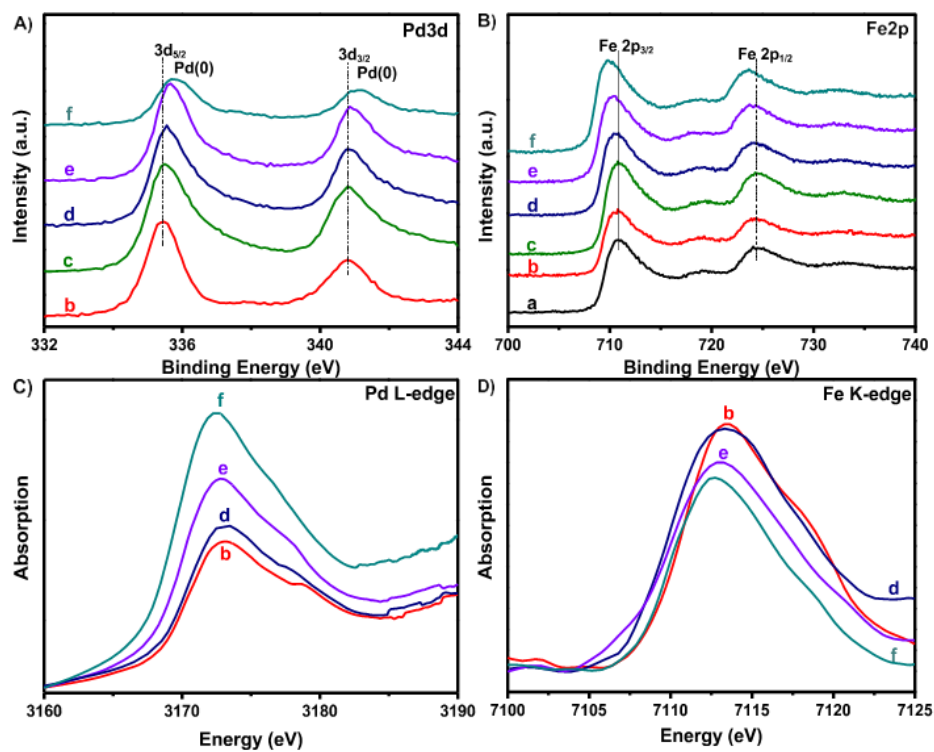 A)
Pd3d
3d5/2
Pd(0)
3d3/2
Pd(0)
f
e
d
c
b
Intensity (a.u.)
332 336 340 344
Binding Energy (eV)
B)
Fe2p
Fe 2p3/2
Fe 2p1/2
f
e
d
c
b
a
Intensity (a.u.)
700 710 720 730 740
Binding Energy (eV)
C)
Pd L-edge
f
e
d
b
Absorption
3160 3170 3180 3190
Energy (eV)
D)
Fe K-edge
b
e
d
f
Absorption
7100 7105 7110 7115 7120 7125
Energy (eV)